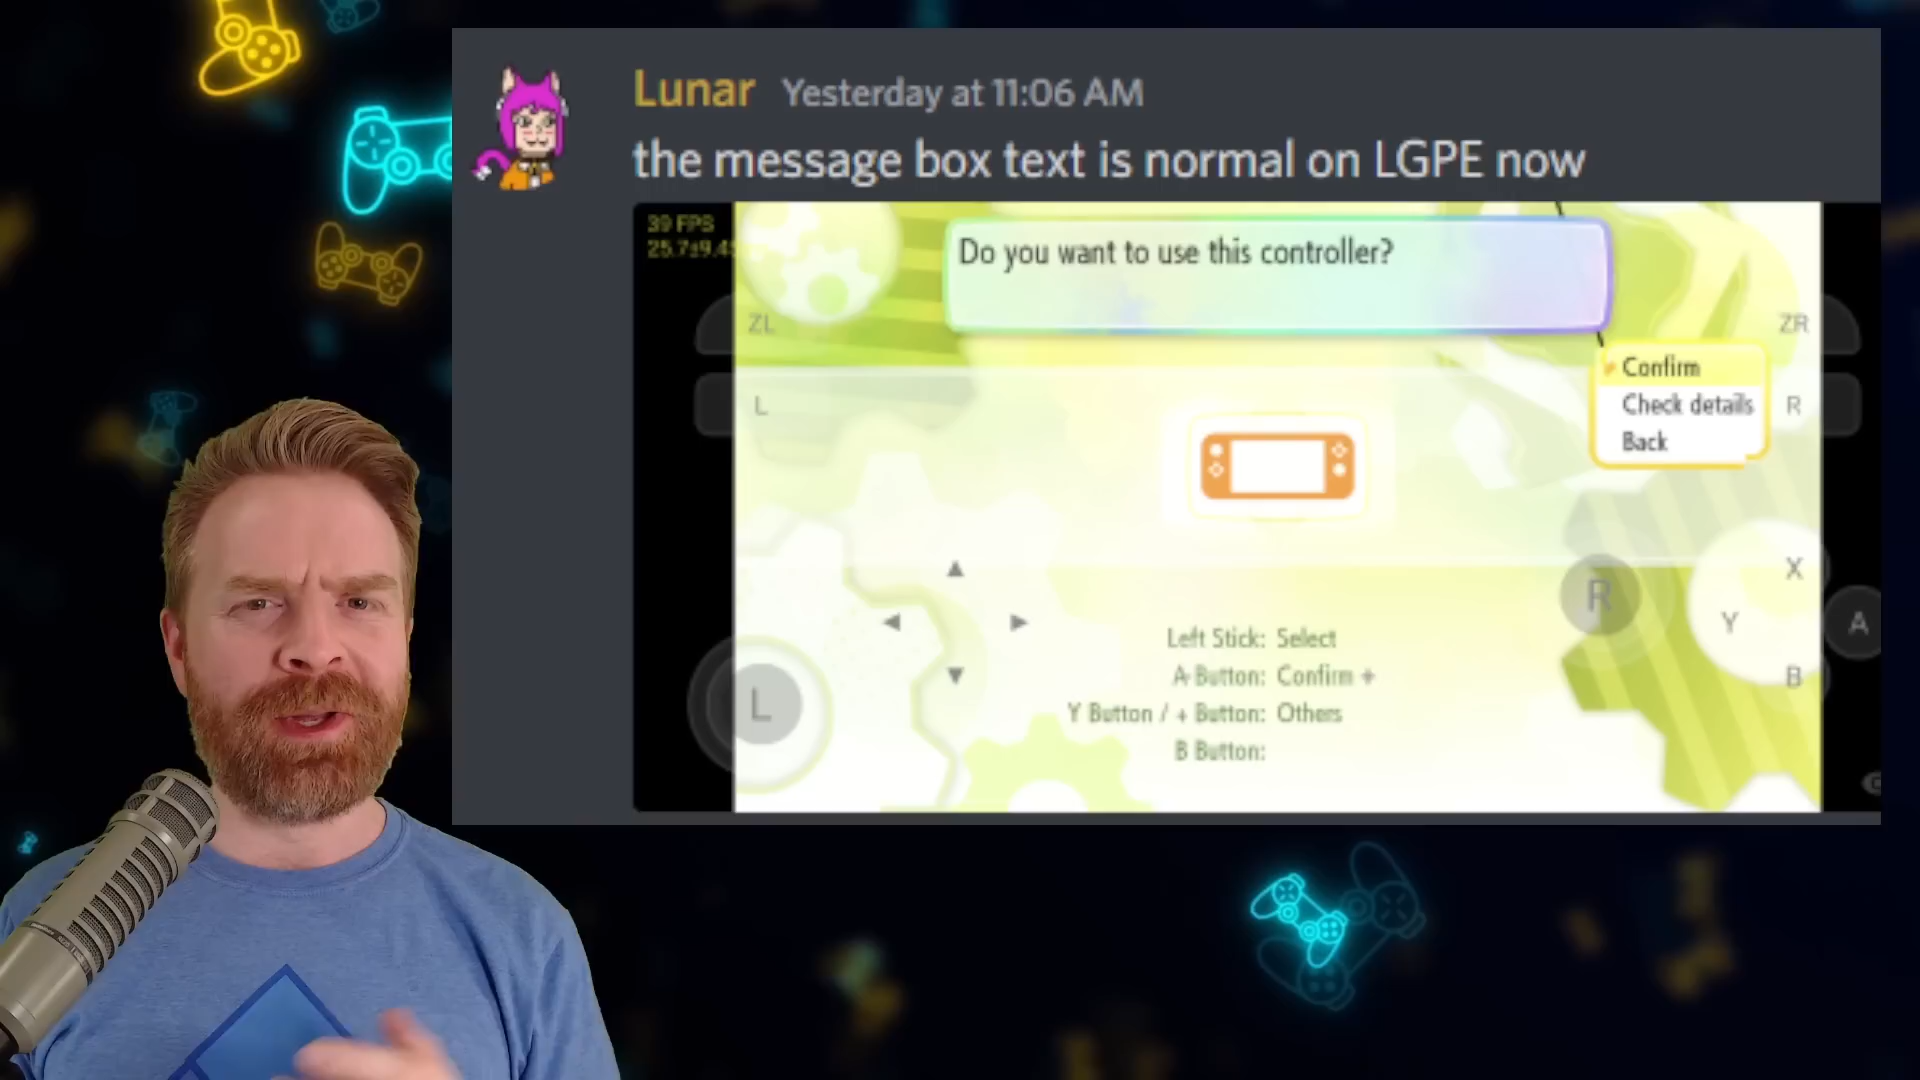 Lunar Yesterday at 11:06 AM
the message box text is normal on LGPE now
39 FPS
Do you want to use this controller?
ZL
ZR
Confirm
Check details
Back
L
R
R
X
Y
A
B
L
Left Stick: Select
A Button: Confirm +
Y Button / + Button: Others
B Button: